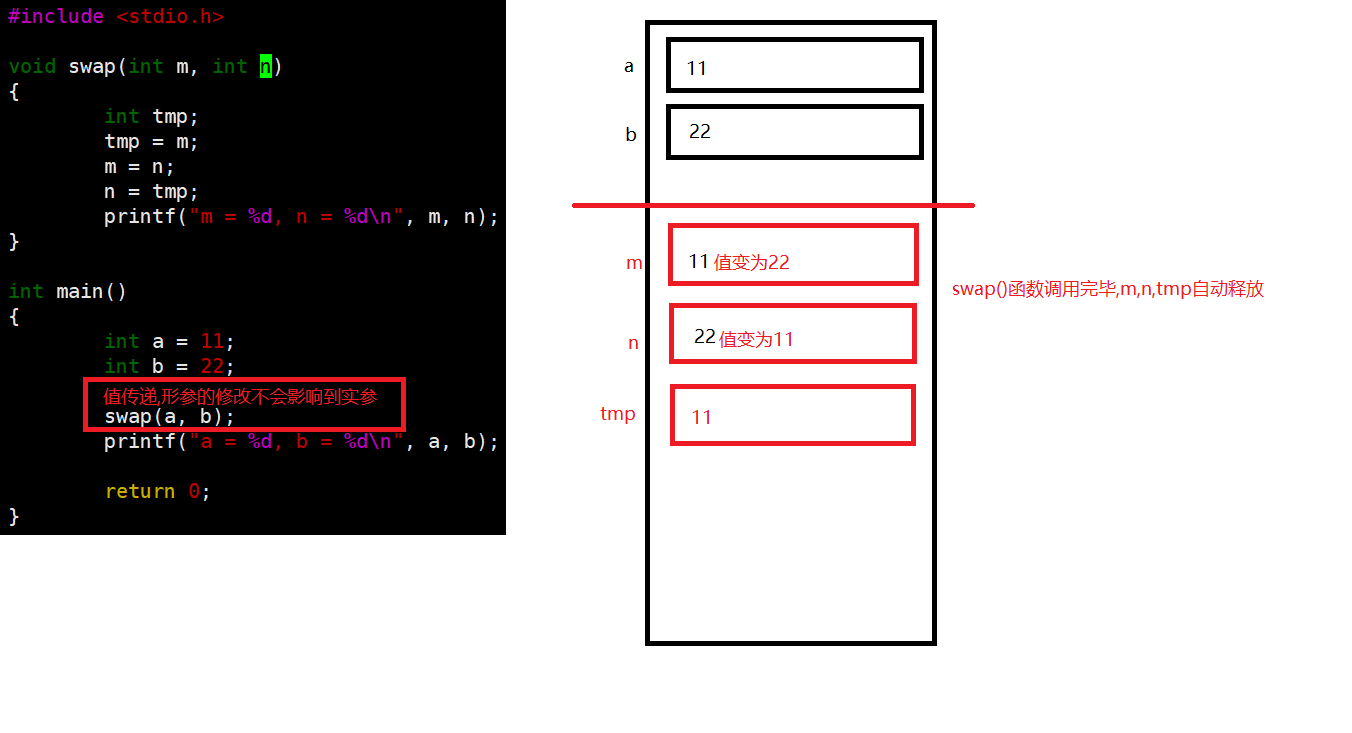 #include <stdio.h>
void swap(int m, int n)
{
int tmp;
tmp = m;
m = n;
n = tmp;
printf("m = %d, n = %d\n", m, n);
}
int main()
{
int a = 11;
int b = 22;
值传递,形参的修改不会影响到实参
swap(a, b);
printf("a = %d, b = %d\n", a, b);
return 0;
}
a 11
b 22
m 11 值变为22
swap()函数调用完毕,m,n,tmp自动释放
n 22 值变为11
tmp 11